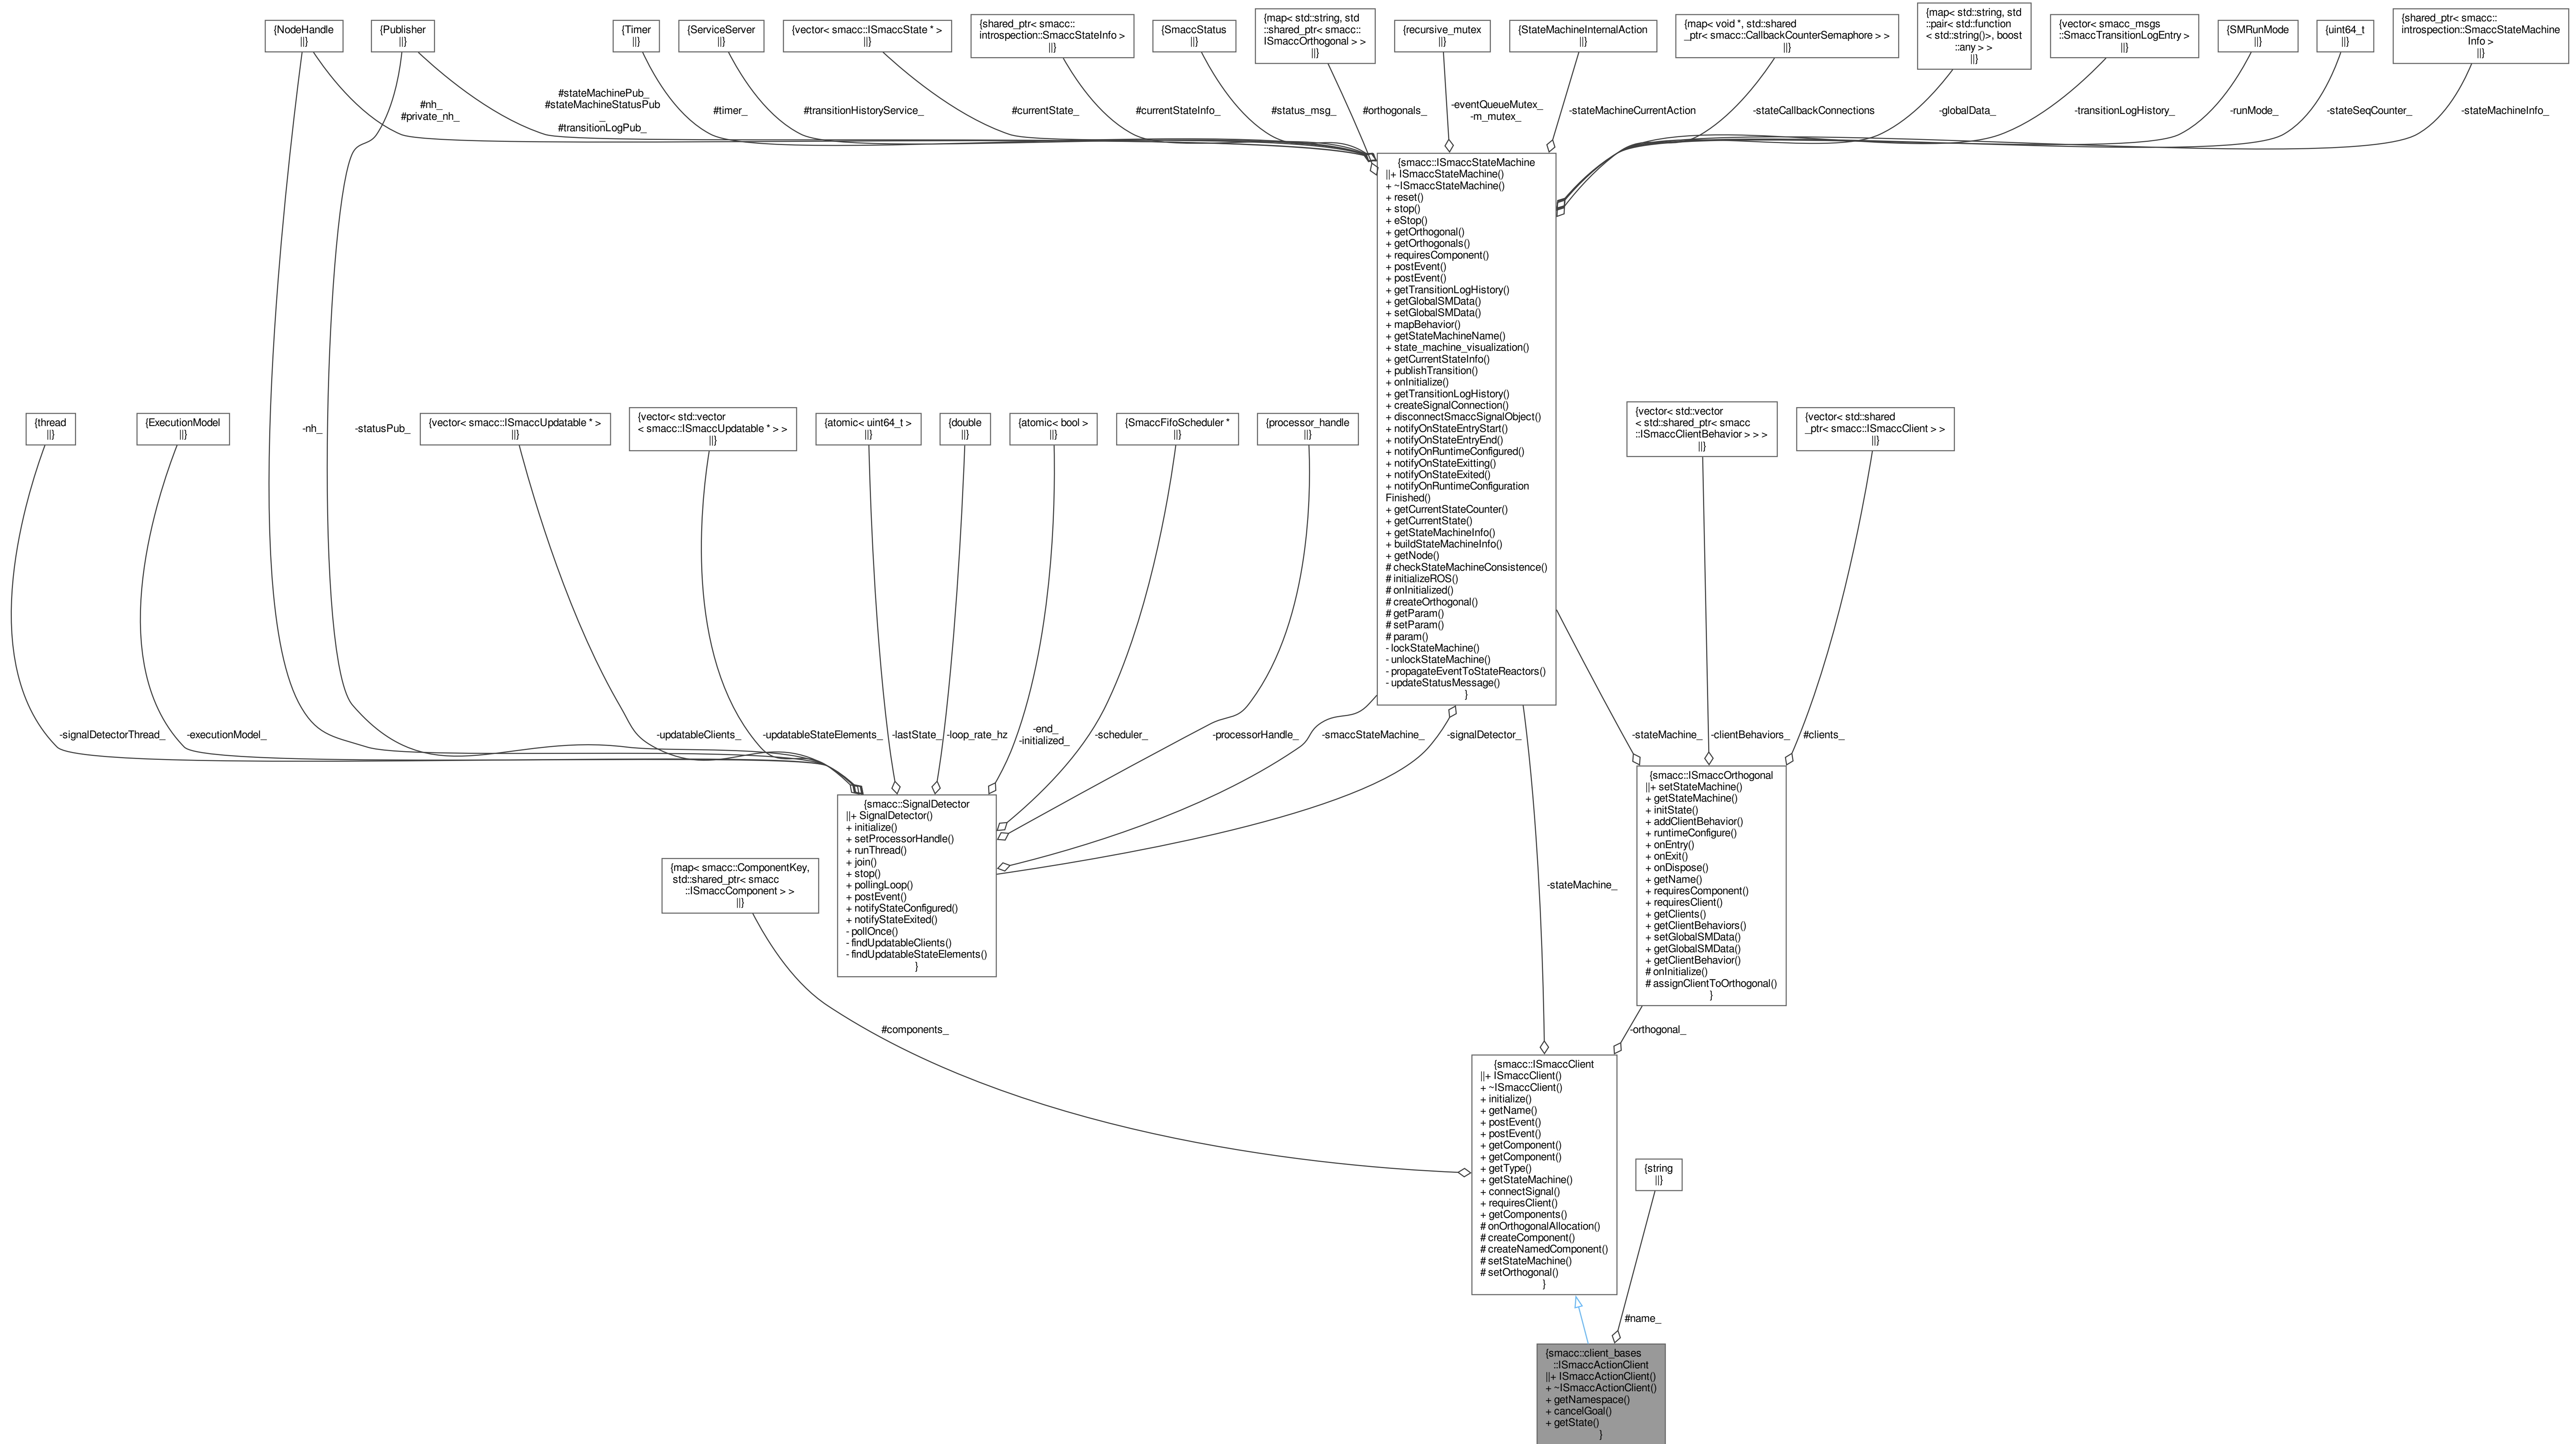 {NodeHandle
||}
{Publisher
||}
{Timer
||}
{ServiceServer
||}
{vector< smacc::ISmaccState * >
||}
{shared_ptr< smacc::
introspection::SmaccStateInfo >
||}
{SmaccStatus
||}
{map< std::string, std
::shared_ptr< smacc::
ISmaccOrthogonal > >
||}
{recursive_mutex
||}
{StateMachineInternalAction
||}
{map< void *, std::shared
_ptr< smacc::CallbackCounterSemaphore > >
||}
{map< std::string, std
::pair< std::function
< std::string()>, boost
::any > >
||}
{vector< smacc_msgs
::SmaccTransitionLogEntry >
||}
{SMRunMode
||}
{uint64_t
||}
{shared_ptr< smacc::
introspection::SmaccStateMachine
Info >
||}
#nh_
#private_nh_
#stateMachinePub_
#stateMachineStatusPub
_
#transitionLogPub_
#timer_
#transitionHistoryService_
#currentState_
#currentStateInfo_
#status_msg_
#orthogonals_
-eventQueueMutex_
-m_mutex_
-stateMachineCurrentAction
-stateCallbackConnections
-globalData_
-transitionLogHistory_
-runMode_
-stateSeqCounter_
-stateMachineInfo_
{smacc::ISmaccStateMachine
||+ ISmaccStateMachine()
+ ~ISmaccStateMachine()
+ reset()
+ stop()
+ eStop()
+ getOrthogonal()
+ getOrthogonals()
+ requiresComponent()
+ postEvent()
+ postEvent()
+ getTransitionLogHistory()
+ getGlobalSMData()
+ setGlobalSMData()
+ mapBehavior()
+ getStateMachineName()
+ state_machine_visualization()
+ getCurrentStateInfo()
+ publishTransition()
+ onInitialize()
+ getTransitionLogHistory()
+ createSignalConnection()
+ disconnectSmaccSignalObject()
+ notifyOnStateEntryStart()
+ notifyOnStateEntryEnd()
+ notifyOnRuntimeConfigured()
+ notifyOnStateExitting()
+ notifyOnStateExited()
+ notifyOnRuntimeConfiguration
Finished()
+ getCurrentStateCounter()
+ getCurrentState()
+ getStateMachineInfo()
+ buildStateMachineInfo()
+ getNode()
# checkStateMachineConsistence()
# initializeROS()
# onInitialized()
# createOrthogonal()
# getParam()
# setParam()
# param()
- lockStateMachine()
- unlockStateMachine()
- propagateEventToStateReactors()
- updateStatusMessage()
}
{thread
||}
{ExecutionModel
||}
-nh_
-statusPub_
{vector< smacc::ISmaccUpdatable * >
||}
{vector< std::vector
< smacc::ISmaccUpdatable * > >
||}
{atomic< uint64_t >
||}
{double
||}
{atomic< bool >
||}
{SmaccFifoScheduler *
||}
{processor_handle
||}
{vector< std::vector
< std::shared_ptr< smacc
::ISmaccClientBehavior > > >
||}
{vector< std::shared
_ptr< smacc::ISmaccClient > >
||}
-signalDetectorThread_
-executionModel_
-updatableClients_
-updatableStateElements_
-lastState_
-loop_rate_hz
-end_
-initialized_
-scheduler_
-processorHandle_
-smaccStateMachine_
-signalDetector_
-stateMachine_
-clientBehaviors_
#clients_
{smacc::SignalDetector
||+ SignalDetector()
+ initialize()
+ setProcessorHandle()
+ runThread()
+ join()
+ stop()
+ pollingLoop()
+ postEvent()
+ notifyStateConfigured()
+ notifyStateExited()
- pollOnce()
- findUpdatableClients()
- findUpdatableStateElements()
}
{smacc::ISmaccOrthogonal
||+ setStateMachine()
+ getStateMachine()
+ initState()
+ addClientBehavior()
+ runtimeConfigure()
+ onEntry()
+ onExit()
+ onDispose()
+ getName()
+ requiresComponent()
+ requiresClient()
+ getClients()
+ getClientBehaviors()
+ setGlobalSMData()
+ getGlobalSMData()
+ getClientBehavior()
# onInitialize()
# assignClientToOrthogonal()
}
{map< smacc::ComponentKey,
std::shared_ptr< smacc
::ISmaccComponent > >
||}
-stateMachine_
#components_
-orthogonal_
{smacc::ISmaccClient
||+ ISmaccClient()
+ ~ISmaccClient()
+ initialize()
+ getName()
+ postEvent()
+ postEvent()
+ getComponent()
+ getComponent()
+ getType()
+ getStateMachine()
+ connectSignal()
+ requiresClient()
+ getComponents()
# onOrthogonalAllocation()
# createComponent()
# createNamedComponent()
# setStateMachine()
# setOrthogonal()
}
{string
||}
#name_
{smacc::client_bases
::ISmaccActionClient
||+ ISmaccActionClient()
+ ~ISmaccActionClient()
+ getNamespace()
+ cancelGoal()
+ getState()
}